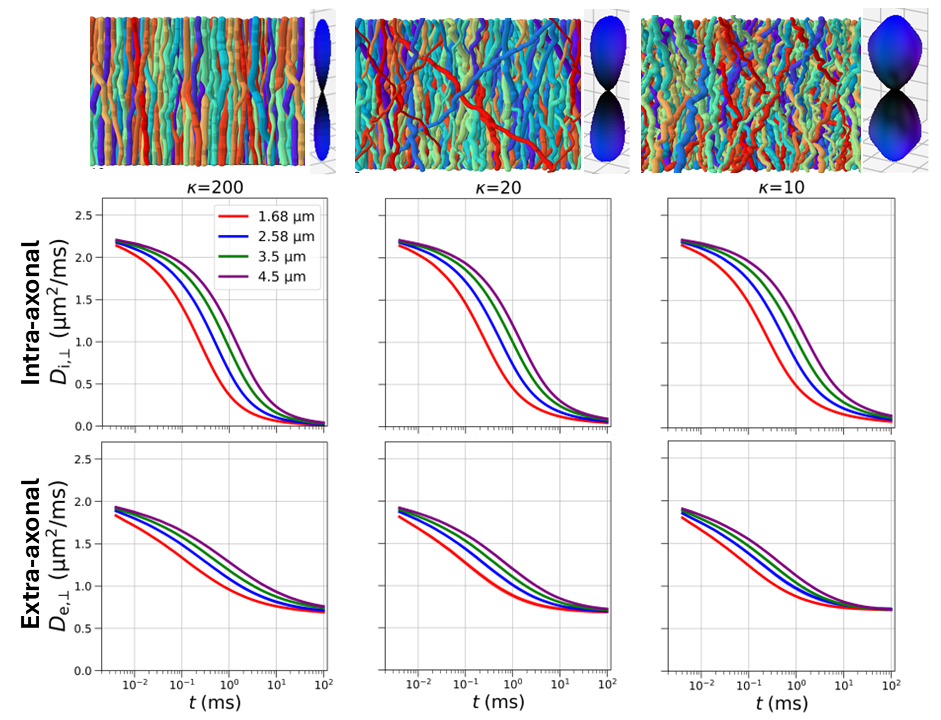 κ=200
κ=20
κ=10
1.68 μm
2.58 μm
3.5 μm
4.5 μm
Intra-axonal
D_{i,⊥} (μm²/ms)
2.5
2.0
1.5
1.0
0.5
0.0
Extra-axonal
D_{e,⊥} (μm²/ms)
2.5
2.0
1.5
1.0
0.5
0.0
10⁻² 10⁻¹ 10⁰ 10¹ 10²
10⁻² 10⁻¹ 10⁰ 10¹ 10²
10⁻² 10⁻¹ 10⁰ 10¹ 10²
t (ms)
t (ms)
t (ms)